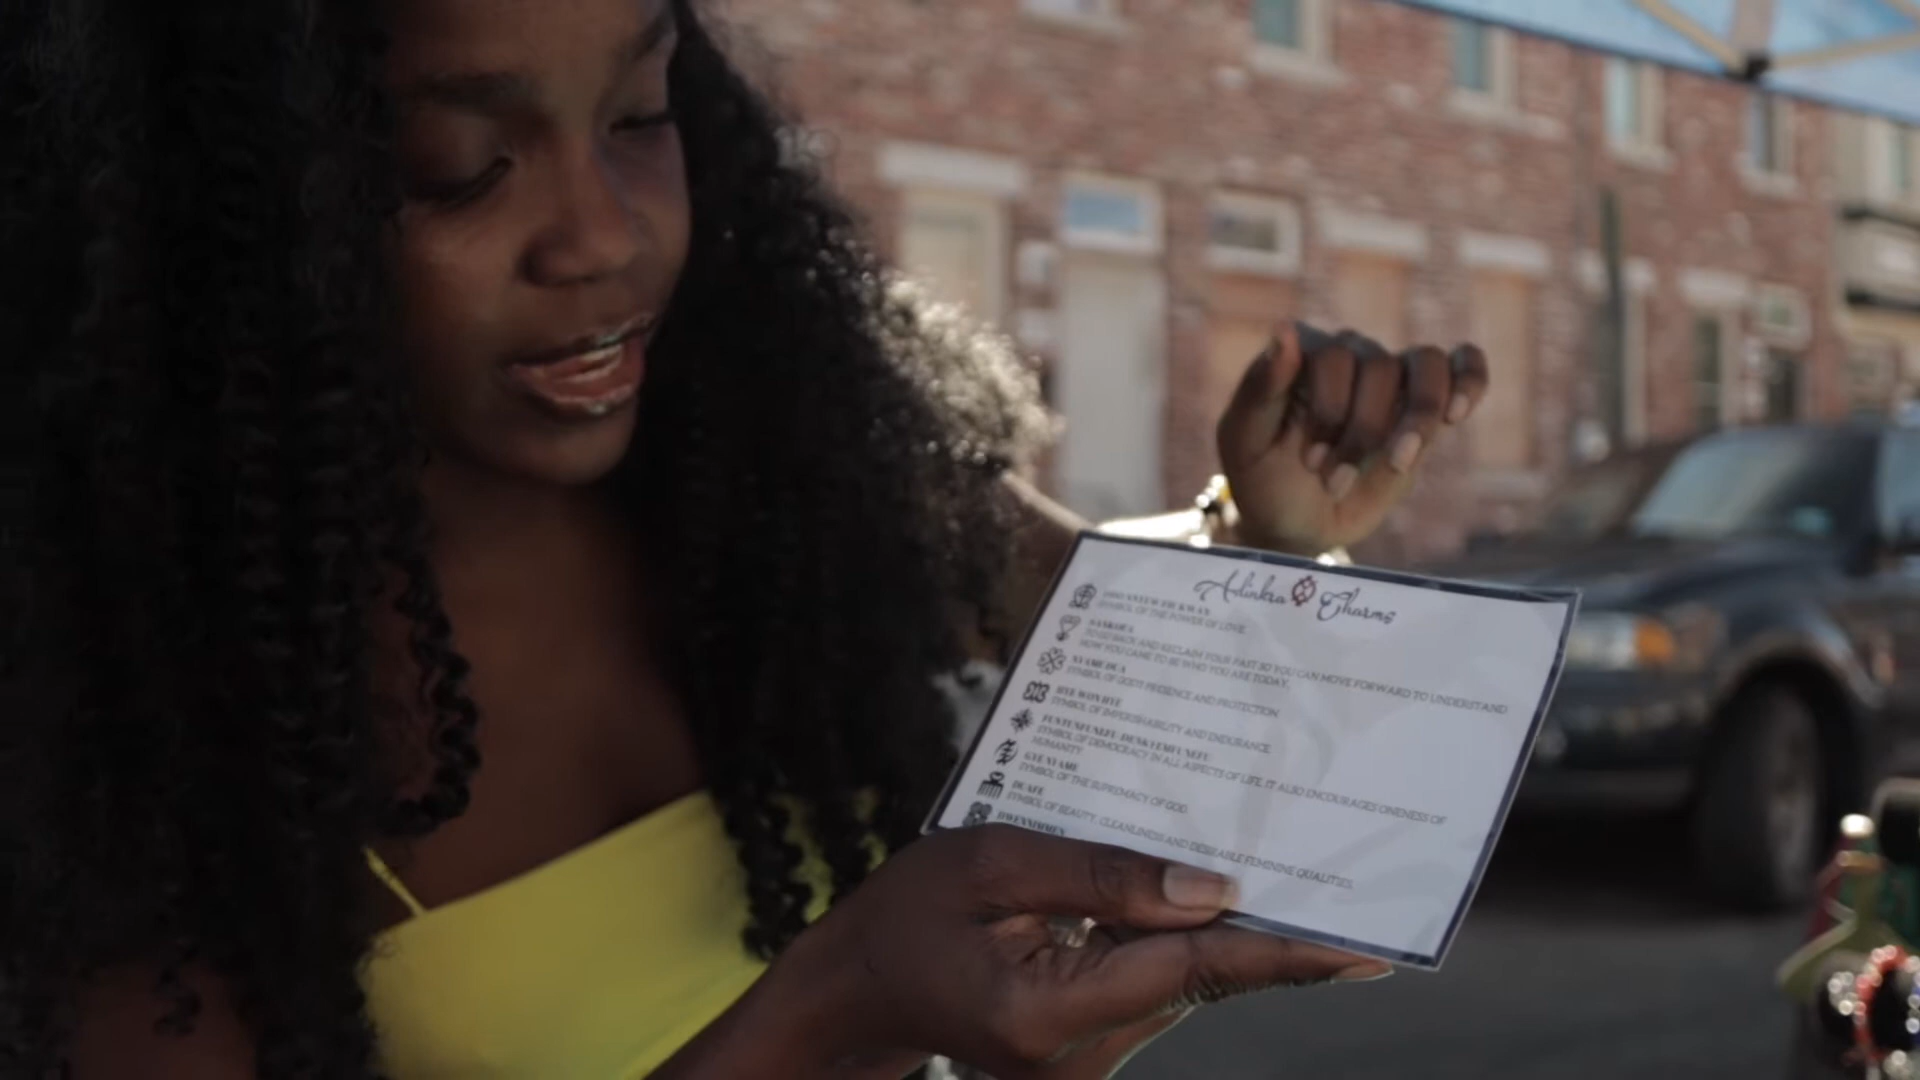 Adinkra Charms
ODO NNYEW FIE KWAN
SYMBOL OF THE POWER OF LOVE
SANKOFA
TO GO BACK AND RECLAIM YOUR PAST SO YOU CAN MOVE FORWARD TO UNDERSTAND
HOW YOU CAME TO BE WHO YOU ARE TODAY.
NYAME DUA
SYMBOL OF GOD'S PRESENCE AND PROTECTION
HYE WON HYE
SYMBOL OF IMPERISHABILITY AND ENDURANCE
FUNTUNFUNEFU DENKYEMFUNEFU
SYMBOL OF DEMOCRACY IN ALL ASPECTS OF LIFE. IT ALSO ENCOURAGES ONENESS OF
HUMANITY
GYE NYAME
SYMBOL OF THE SUPREMACY OF GOD.
DUAFE
SYMBOL OF BEAUTY, CLEANLINESS AND DESIREABLE FEMININE QUALITIES.
DWENNIMMEN